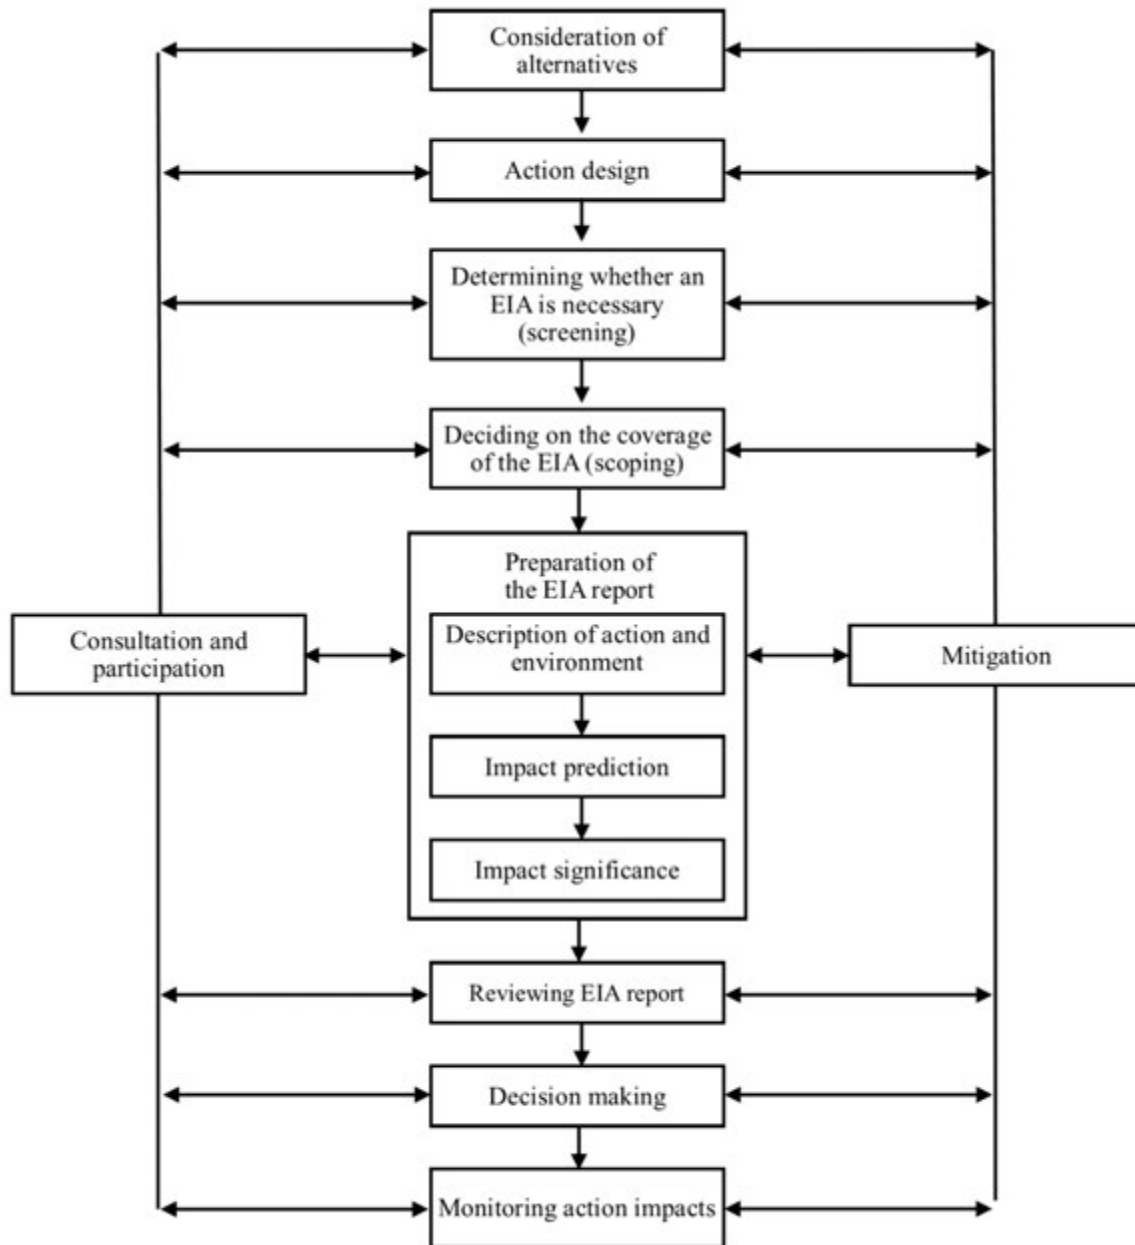 Consideration of
alternatives
Action design
Determining whether an
EIA is necessary
(screening)
Deciding on the coverage
of the EIA (scoping)
Preparation of
the EIA report
Consultation and
participation
Description of action and
environment
Mitigation
Impact prediction
Impact significance
Reviewing EIA report
Decision making
Monitoring action impacts